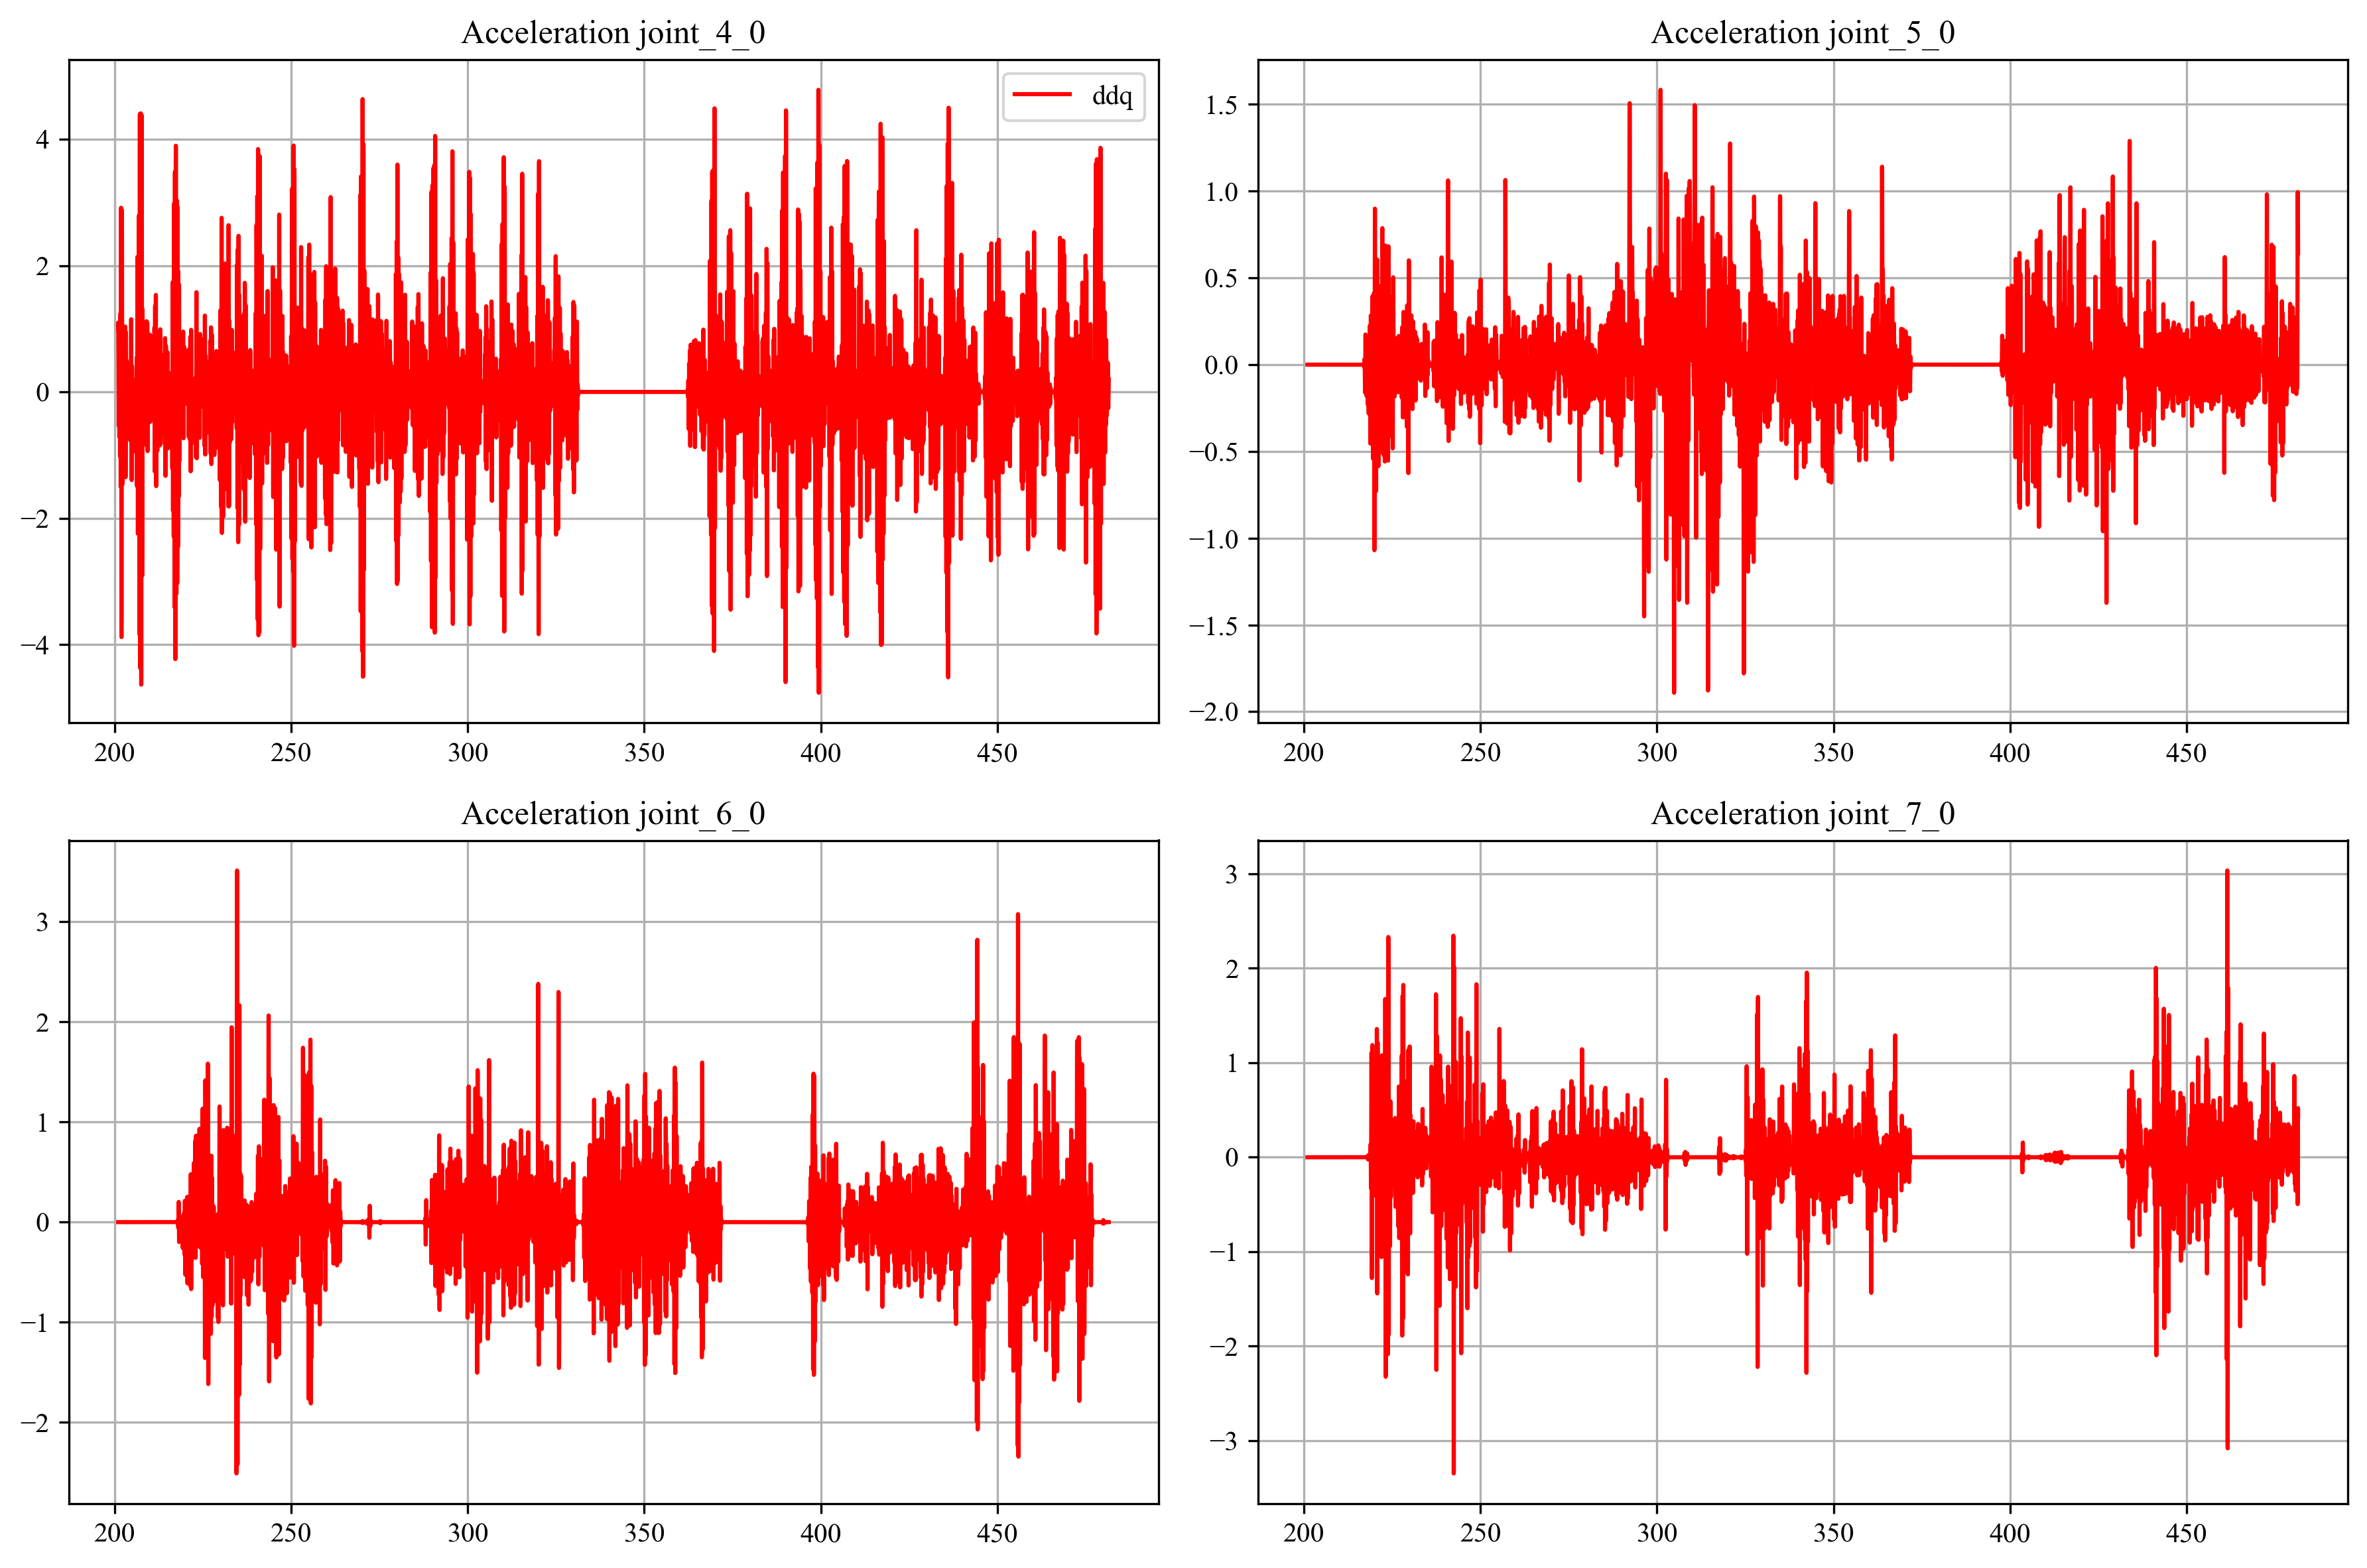 Acceleration joint_4_0
ddq
4
2
0
−2
−4
200 250 300 350 400 450
Acceleration joint_5_0
1.5
1.0
0.5
0.0
−0.5
−1.0
−1.5
−2.0
200 250 300 350 400 450
Acceleration joint_6_0
3
2
1
0
−1
−2
200 250 300 350 400 450
Acceleration joint_7_0
3
2
1
0
−1
−2
−3
200 250 300 350 400 450